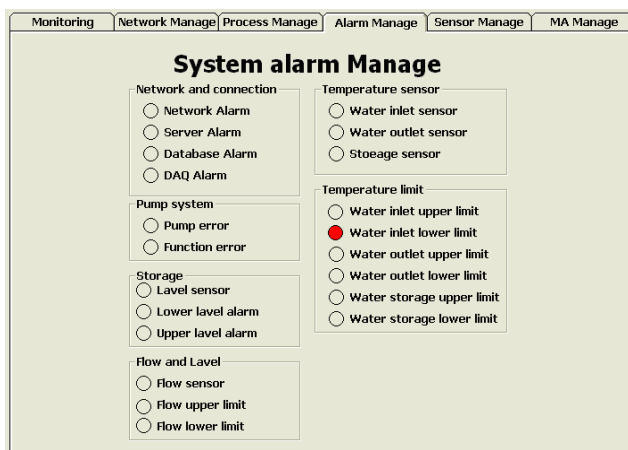 Monitoring Network Manage Process Manage Alarm Manage Sensor Manage MA Manage
System alarm Manage
Network and connection
Network Alarm
Server Alarm
Database Alarm
DAQ Alarm
Pump system
Pump error
Function error
Storage
Lavel sensor
Lower level alarm
Upper level alarm
Flow and Lavel
Flow sensor
Flow upper limit
Flow lower limit
Temperature sensor
Water inlet sensor
Water outlet sensor
Stoeage sensor
Temperature limit
Water inlet upper limit
Water inlet lower limit
Water outlet upper limit
Water outlet lower limit
Water storage upper limit
Water storage lower limit